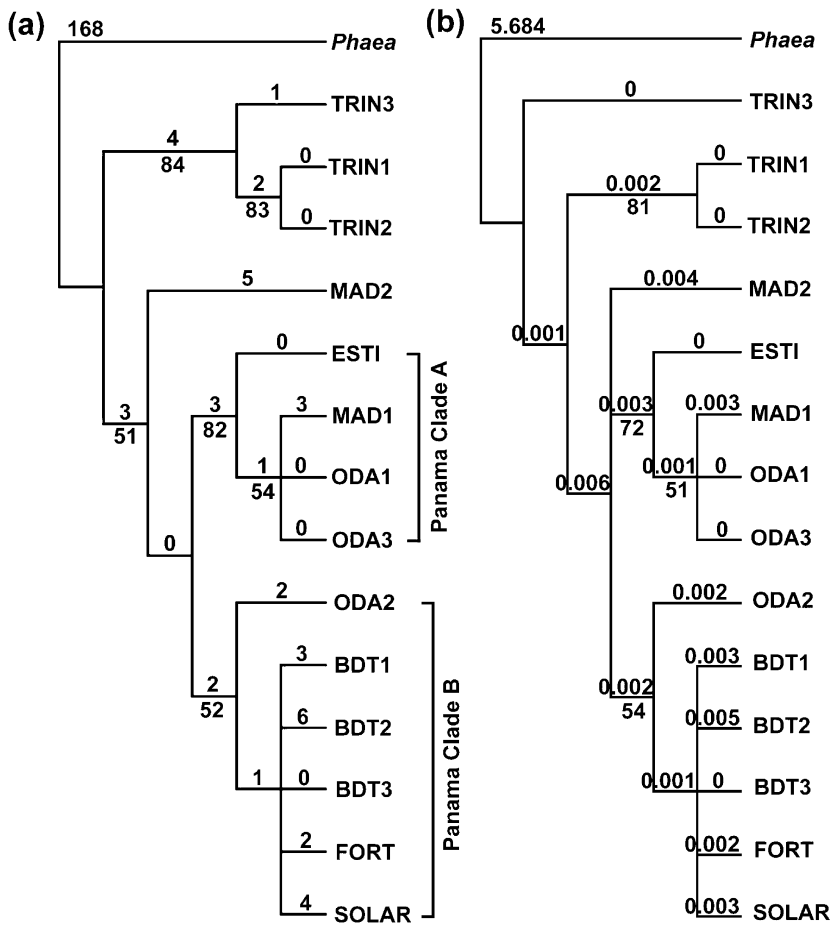 (a)
168
Phaea
1
TRIN3
4
84
0
TRIN1
2
83
0
TRIN2
5
MAD2
0
ESTI
3
82
3
MAD1
3
51
1
54
0
ODA1
0
ODA3
Panama Clade A
0
2
ODA2
3
BDT1
2
52
6
BDT2
1
0
BDT3
2
FORT
4
SOLAR
Panama Clade B
(b)
5.684
Phaea
0
TRIN3
0
TRIN1
0.002
81
0
TRIN2
0.004
MAD2
0.001
0
ESTI
0.003
72
0.003
MAD1
0.001
51
0
ODA1
0.006
0
ODA3
0.002
ODA2
0.003
BDT1
0.002
54
0.005
BDT2
0.001
0
BDT3
0.002
FORT
0.003
SOLAR